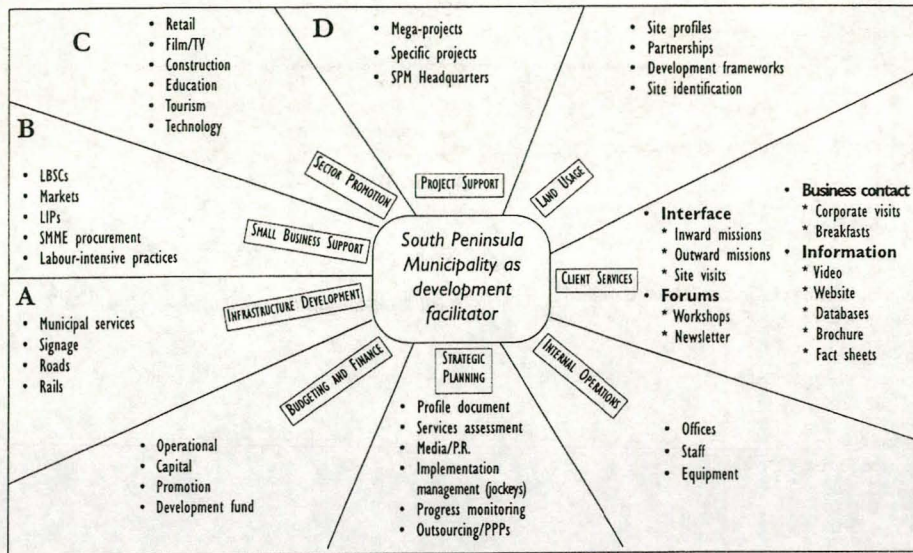 C
• Retail
• Film/TV
• Construction
• Education
• Tourism
• Technology
D
• Mega-projects
• Specific projects
• SPM Headquarters
• Site profiles
• Partnerships
• Development frameworks
• Site identification
B
• LBSCs
• Markets
• LIPs
• SMME procurement
• Labour-intensive practices
SECTOR PROMOTION
PROJECT SUPPORT
LAND USAGE
SMALL BUSINESS SUPPORT
South Peninsula
Municipality as
development
facilitator
CLIENT SERVICES
• Interface
* Inward missions
* Outward missions
* Site visits
• Forums
* Workshops
* Newsletter
• Business contact
* Corporate visits
* Breakfasts
• Information
* Video
* Website
* Databases
* Brochure
* Fact sheets
A
• Municipal services
• Signage
• Roads
• Rails
INFRASTRUCTURE DEVELOPMENT
BUDGETING AND FINANCE
STRATEGIC
PLANNING
INTERNAL OPERATIONS
• Operational
• Capital
• Promotion
• Development fund
• Profile document
• Services assessment
• Media/P.R.
• Implementation
management (jockeys)
• Progress monitoring
• Outsourcing/PPPs
• Offices
• Staff
• Equipment